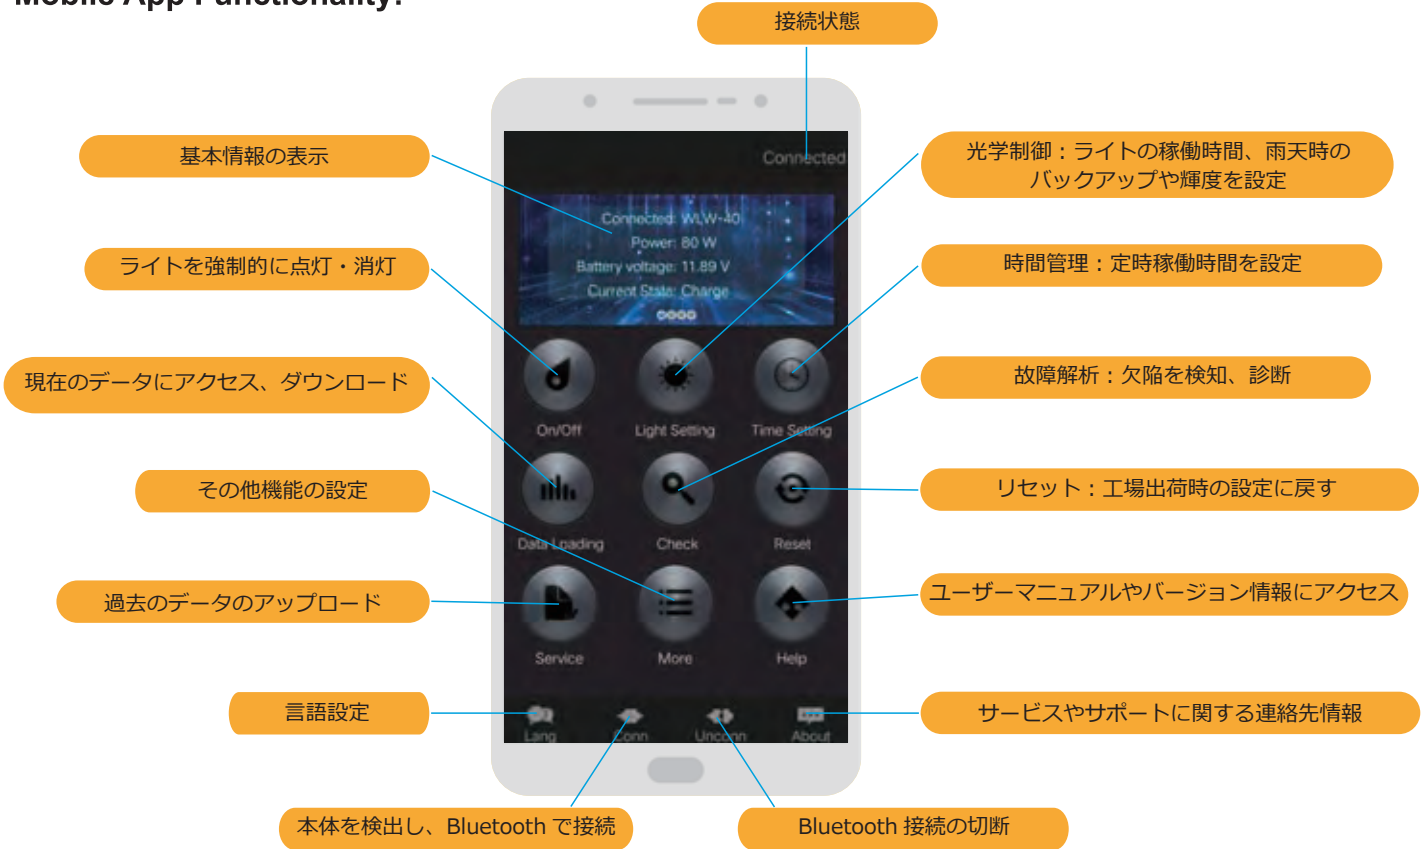 Mobile App Functionality:
接続状態
基本情報の表示
ライトを強制的に点灯・消灯
現在のデータにアクセス、ダウンロード
その他機能の設定
過去のデータのアップロード
言語設定
Connected
Connected: WLW-40
Power: 80 W
Battery voltage: 11.89 V
Current State: Charge
On/Off
Light Setting
Time Setting
Data Loading
Check
Reset
Service
More
Help
Lang
Conn
Unconn
About
光学制御：ライトの稼働時間、雨天時の
バックアップや輝度を設定
時間管理：定時稼働時間を設定
故障解析：欠陥を検知、診断
リセット：工場出荷時の設定に戻す
ユーザーマニュアルやバージョン情報にアクセス
サービスやサポートに関する連絡先情報
本体を検出し、Bluetooth で接続
Bluetooth 接続の切断